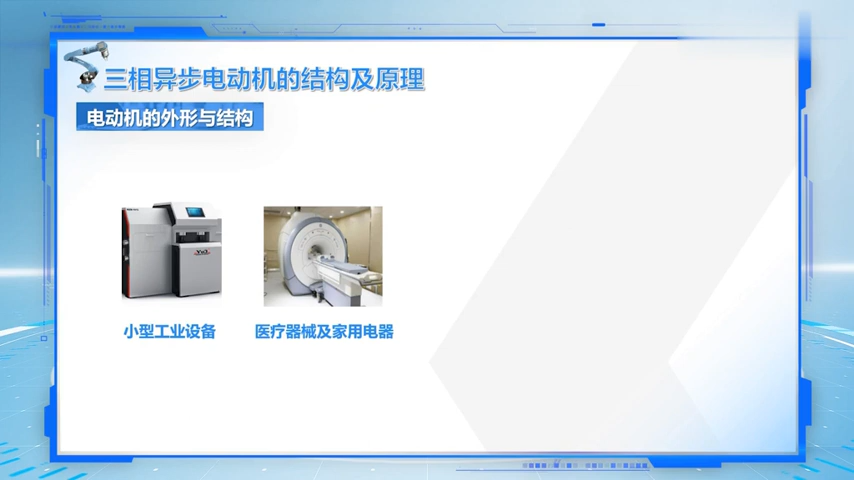 三相异步电动机的结构及原理
电动机的外形与结构
小型工业设备
医疗器械及家用电器